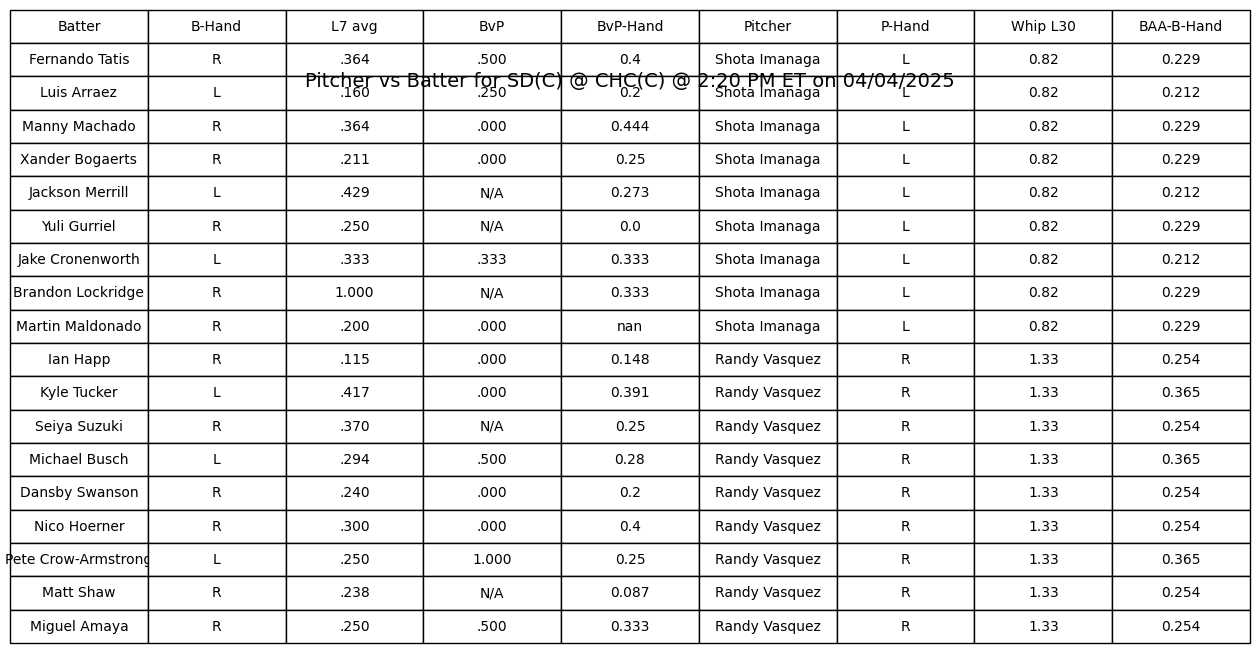 Batter B-Hand L7 avg BvP BvP-Hand Pitcher P-Hand Whip L30 BAA-B-Hand
Fernando Tatis R .364 .500 0.4 Shota Imanaga L 0.82 0.229
Pitcher vs Batter for SD(C) @ CHC(C) @ 2:20 PM ET on 04/04/2025
Luis Arraez L .160 .250 0.2 Shota Imanaga L 0.82 0.212
Manny Machado R .364 .000 0.444 Shota Imanaga L 0.82 0.229
Xander Bogaerts R .211 .000 0.25 Shota Imanaga L 0.82 0.229
Jackson Merrill L .429 N/A 0.273 Shota Imanaga L 0.82 0.212
Yuli Gurriel R .250 N/A 0.0 Shota Imanaga L 0.82 0.229
Jake Cronenworth L .333 .333 0.333 Shota Imanaga L 0.82 0.212
Brandon Lockridge R 1.000 N/A 0.333 Shota Imanaga L 0.82 0.229
Martin Maldonado R .200 .000 nan Shota Imanaga L 0.82 0.229
Ian Happ R .115 .000 0.148 Randy Vasquez R 1.33 0.254
Kyle Tucker L .417 .000 0.391 Randy Vasquez R 1.33 0.365
Seiya Suzuki R .370 N/A 0.25 Randy Vasquez R 1.33 0.254
Michael Busch L .294 .500 0.28 Randy Vasquez R 1.33 0.365
Dansby Swanson R .240 .000 0.2 Randy Vasquez R 1.33 0.254
Nico Hoerner R .300 .000 0.4 Randy Vasquez R 1.33 0.254
Pete Crow-Armstrong L .250 1.000 0.25 Randy Vasquez R 1.33 0.365
Matt Shaw R .238 N/A 0.087 Randy Vasquez R 1.33 0.254
Miguel Amaya R .250 .500 0.333 Randy Vasquez R 1.33 0.254